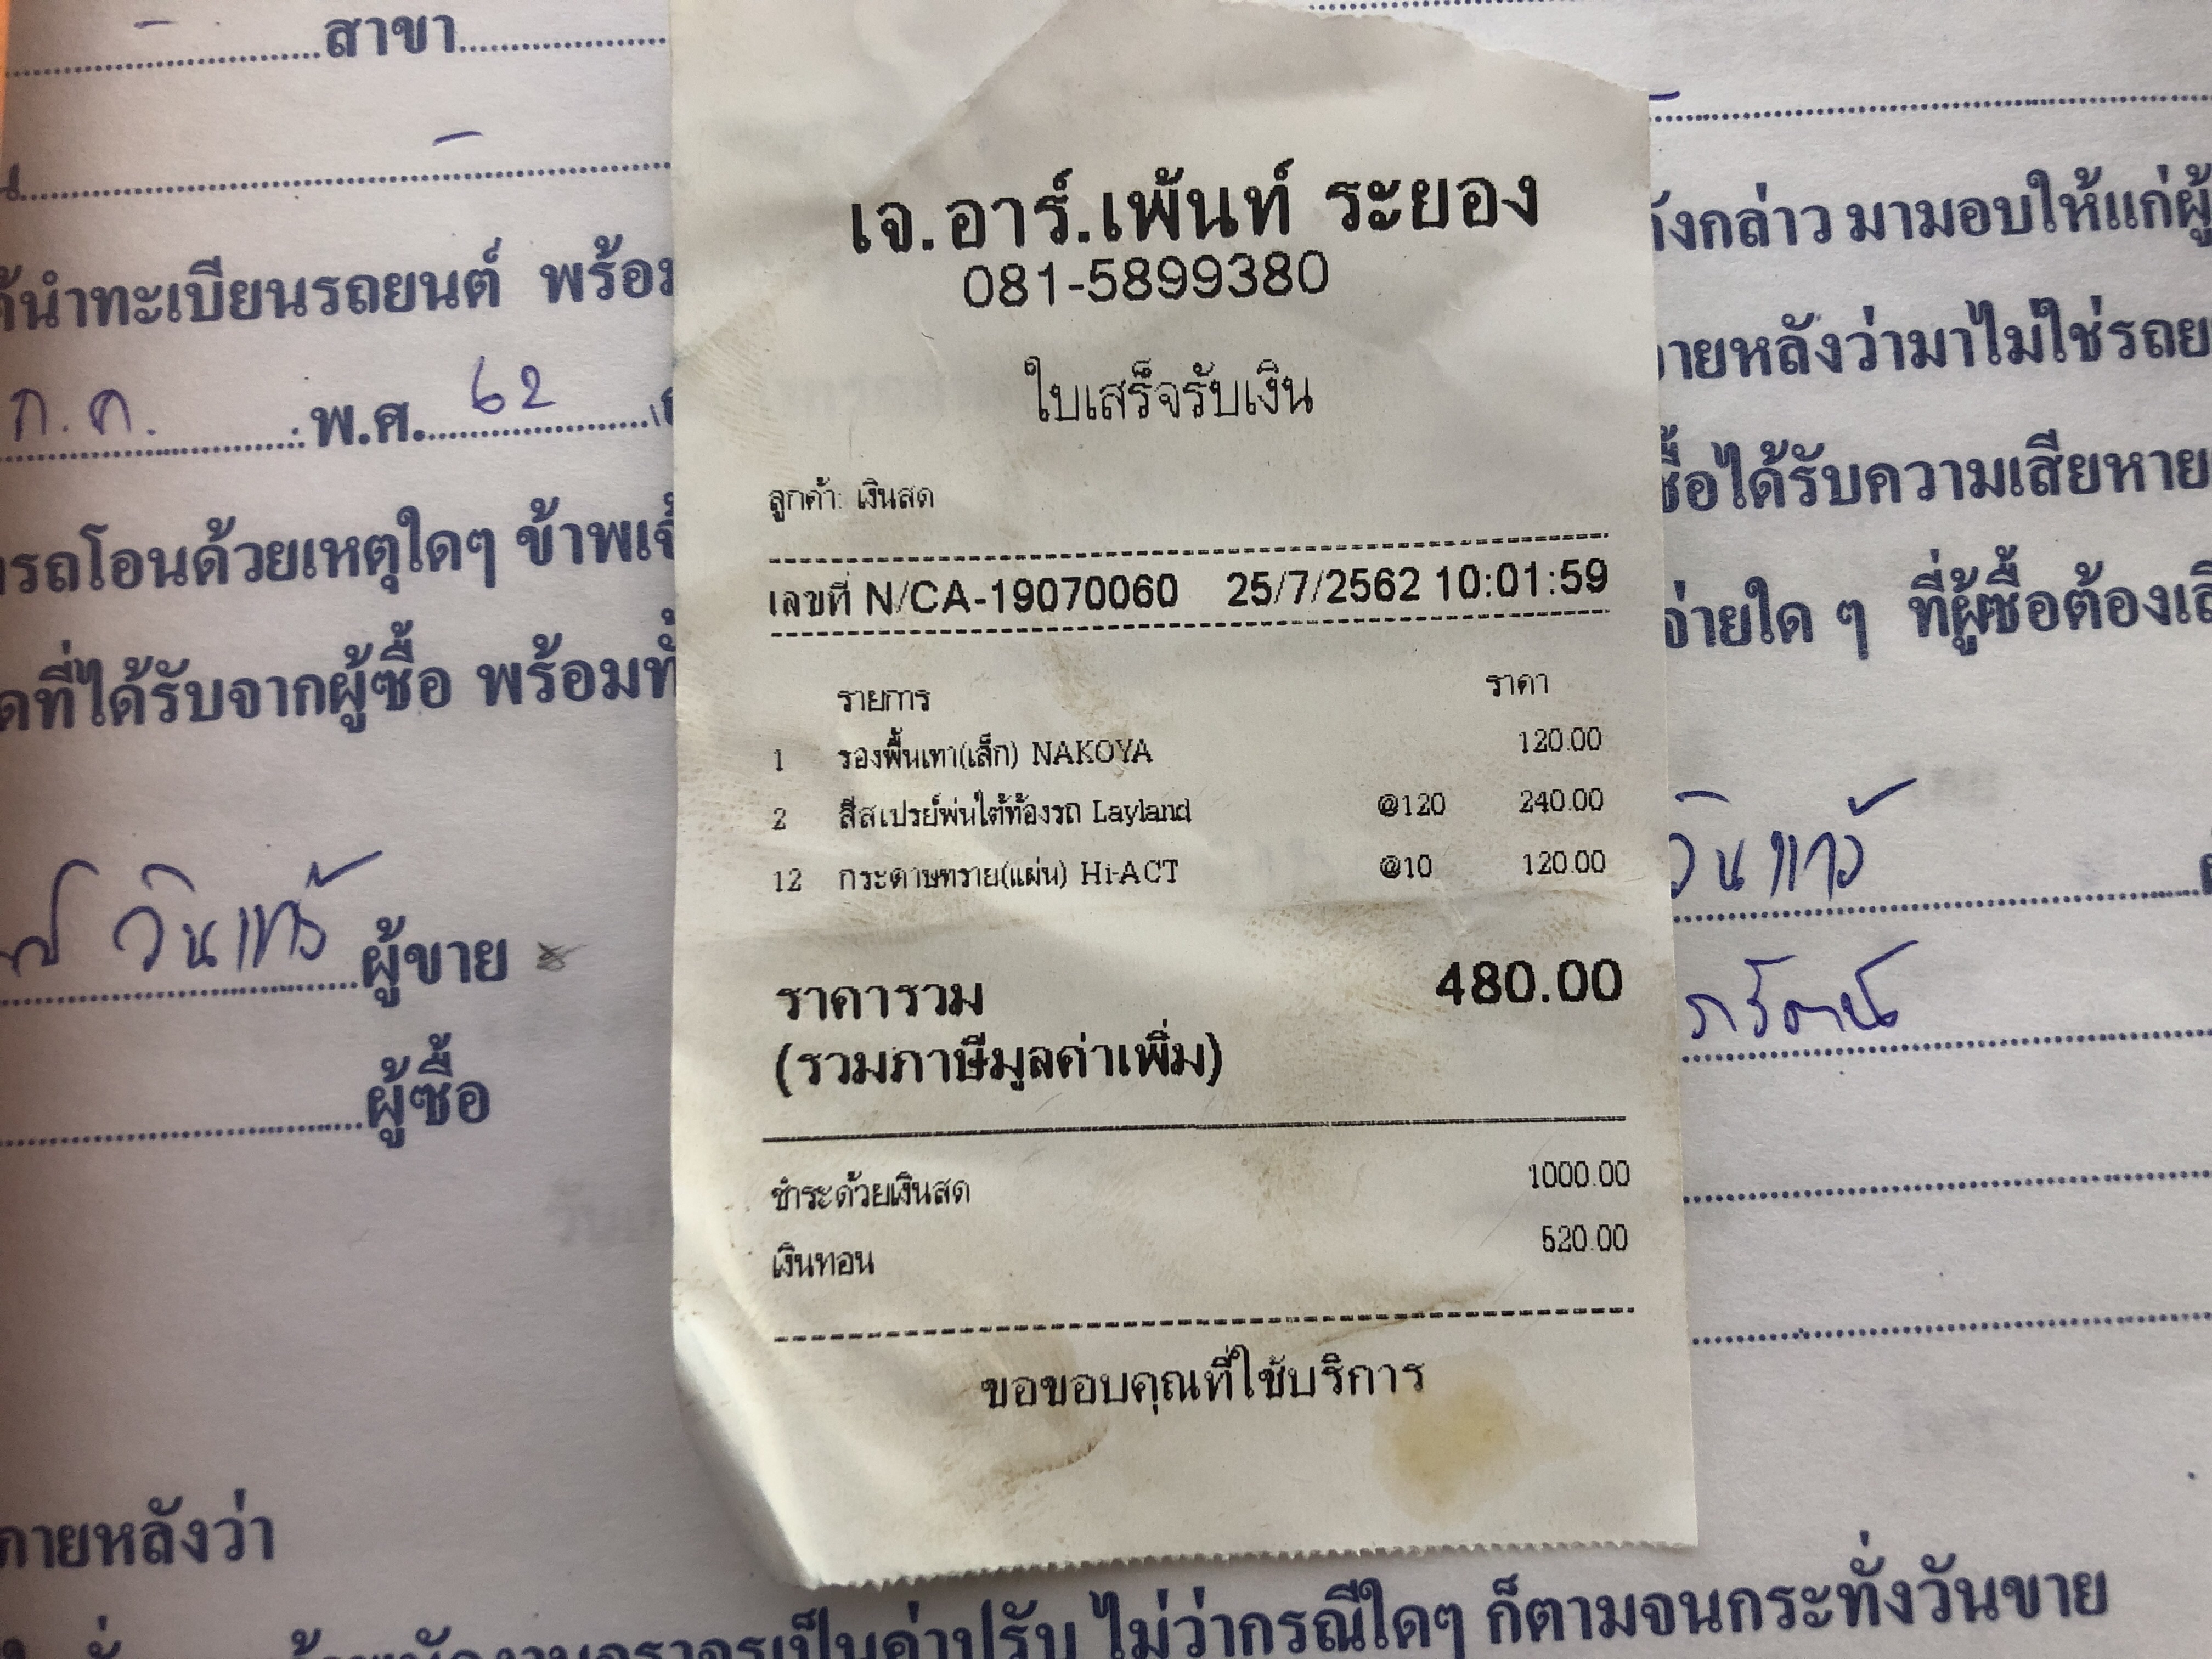 สาขา
้นำทะเบียนรถยนต์ พร้อม
ก.ค. พ.ศ. 62
รถโอนด้วยเหตุใดๆ ข้าพเจ้
ที่ได้รับจากผู้ซื้อ พร้อมทั้
วันแก้ว ผู้ขาย
ผู้ซื้อ
ภายหลังว่า
เจ.อาร์.เพ้นท์ ระยอง
081-5899380
ใบเสร็จรับเงิน
ลูกค้า: เงินสด
เลขที่ N/CA-19070060 25/7/2562 10:01:59
รายการ ราคา
1 รองพื้นเทา(เล็ก) NAKOYA 120.00
2 สีสเปรย์พ่นใต้ท้องรถ Layland @120 240.00
12 กระดาษทราย(แผ่น) Hi-ACT @10 120.00
ราคารวม 480.00
(รวมภาษีมูลค่าเพิ่ม)
ชำระด้วยเงินสด 1000.00
เงินทอน 520.00
ขอขอบคุณที่ใช้บริการ
ังกล่าว มามอบให้แก่ผู้
ายหลังว่ามาไม่ใช่รถย
ซื้อได้รับความเสียหาย
จ่ายใด ๆ ที่ผู้ซื้อต้องเสี
วันแก้ว
เป็นค่าปรับ ไม่ว่ากรณีใดๆ ก็ตามจนกระทั่งวันขาย